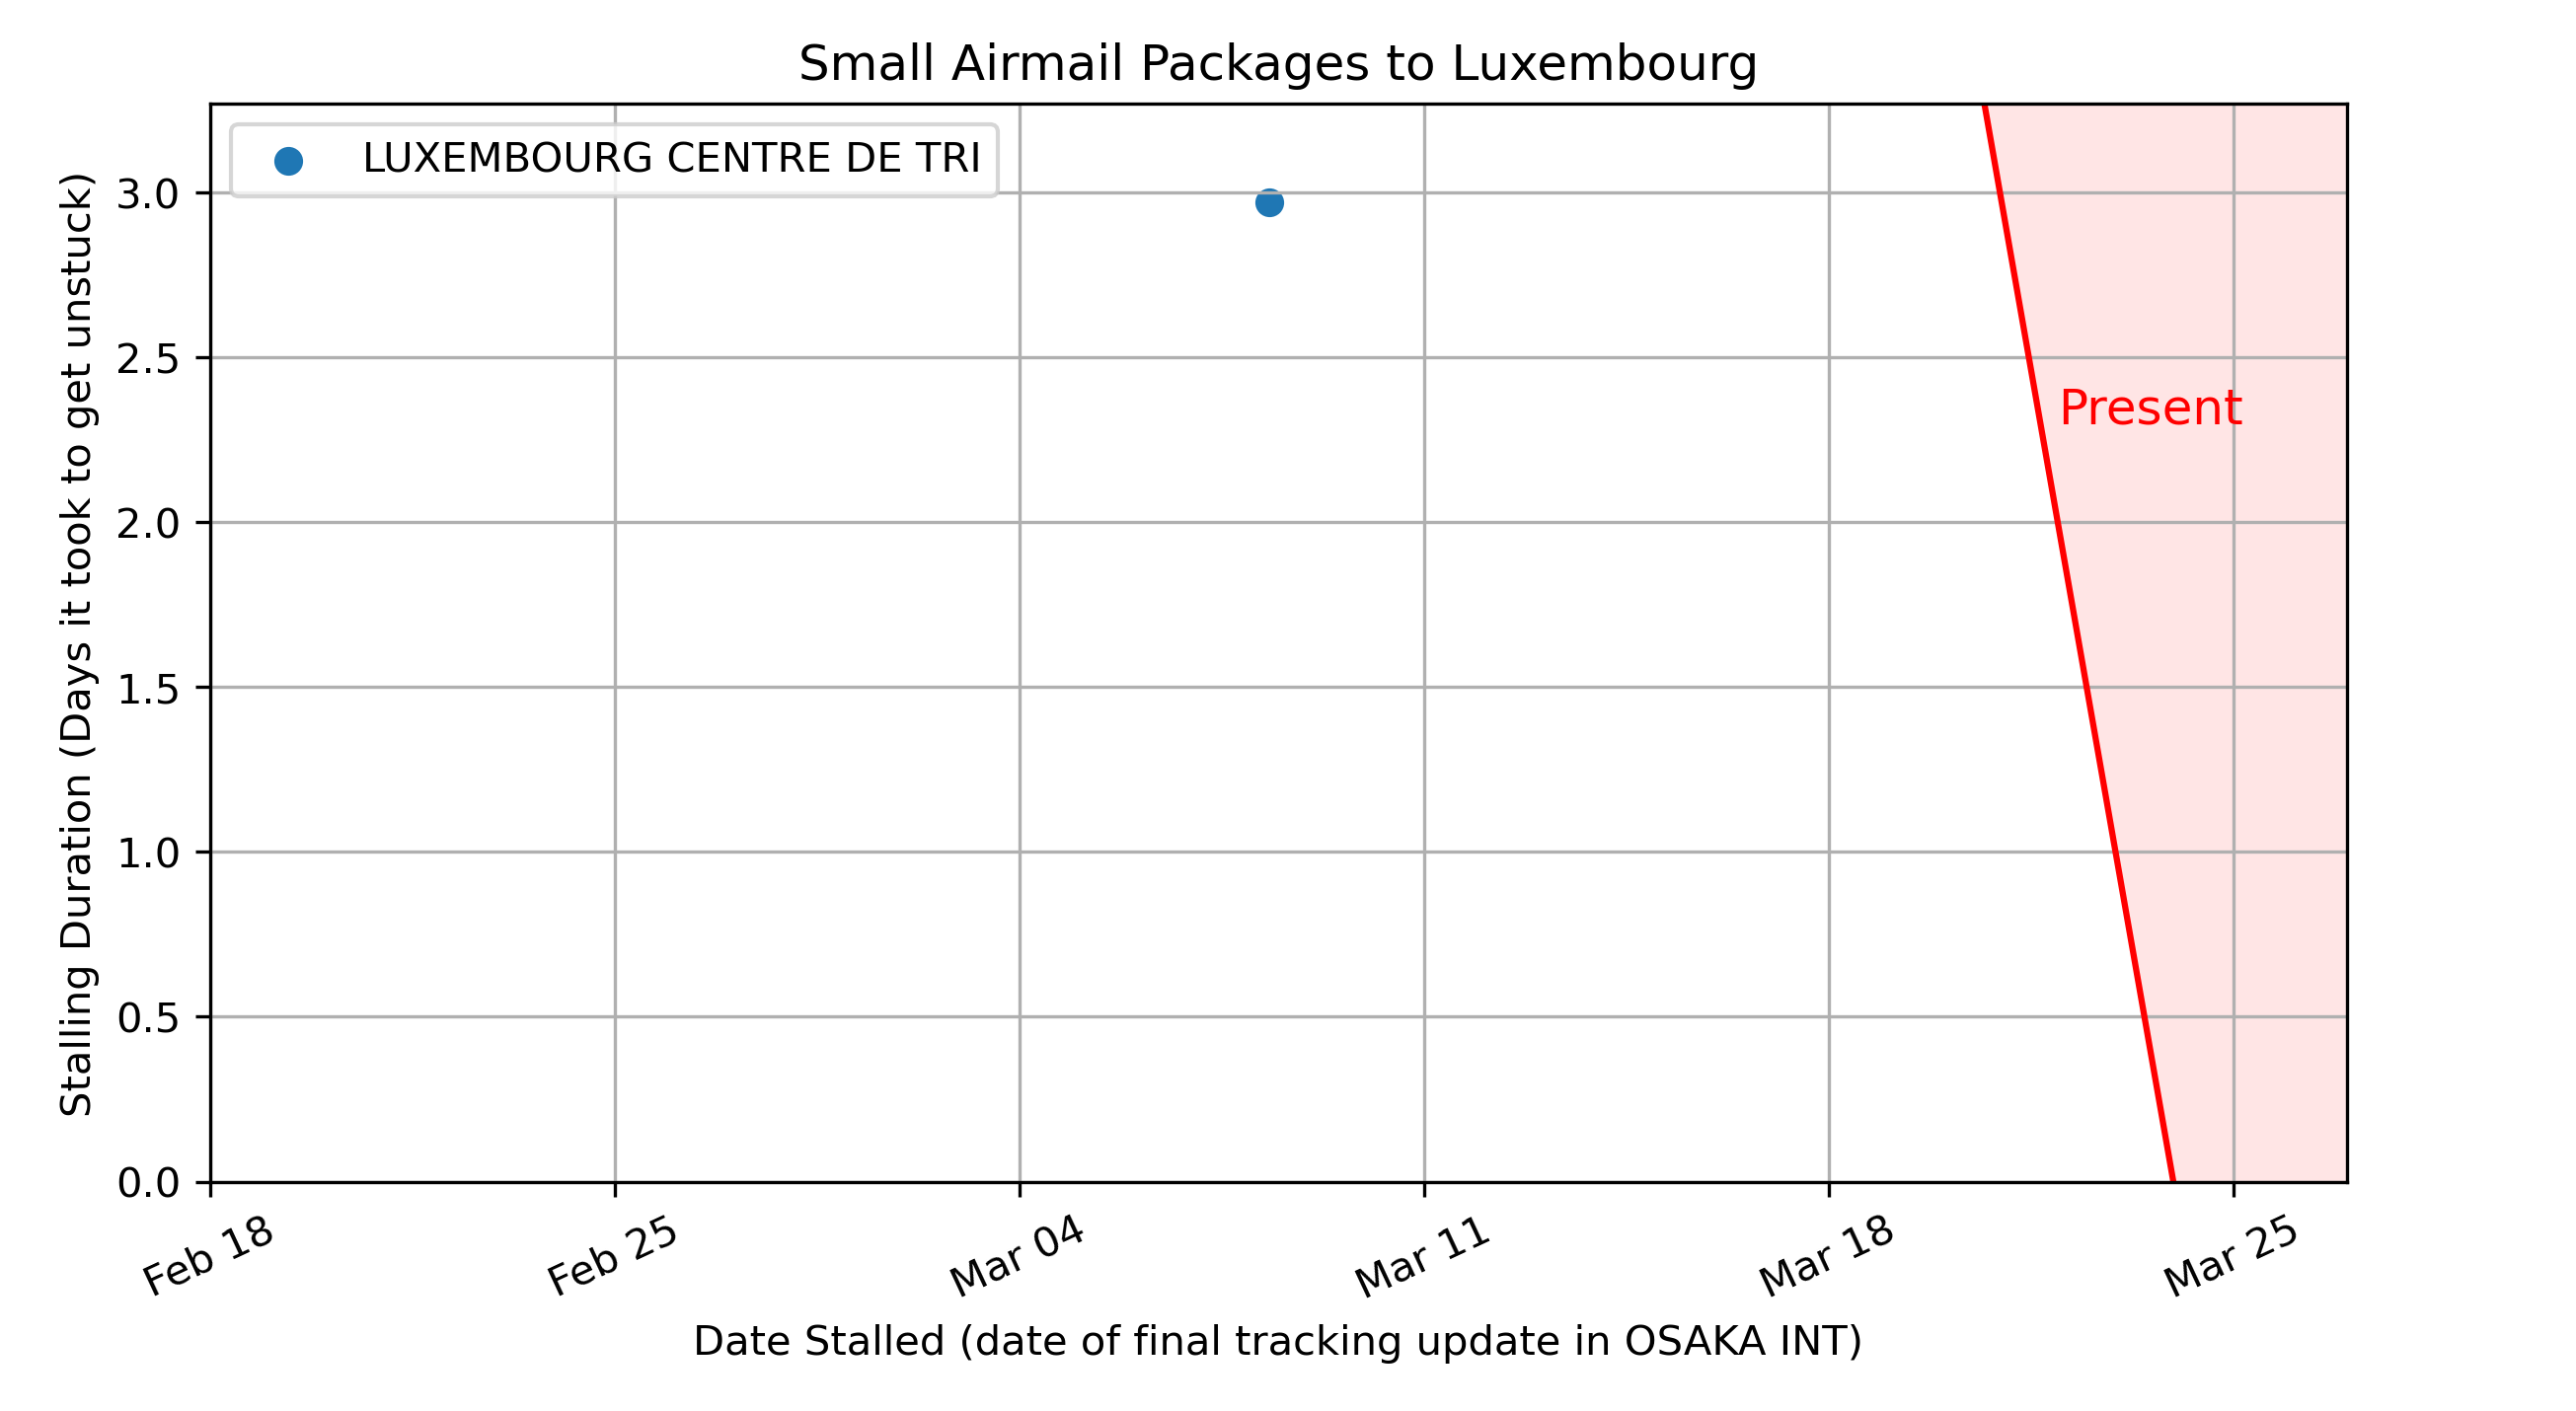 Small Airmail Packages to Luxembourg
LUXEMBOURG CENTRE DE TRI
Stalling Duration (Days it took to get unstuck)
3.0
2.5
2.0
1.5
1.0
0.5
0.0
Present
Feb 18
Feb 25
Mar 04
Mar 11
Mar 18
Mar 25
Date Stalled (date of final tracking update in OSAKA INT)